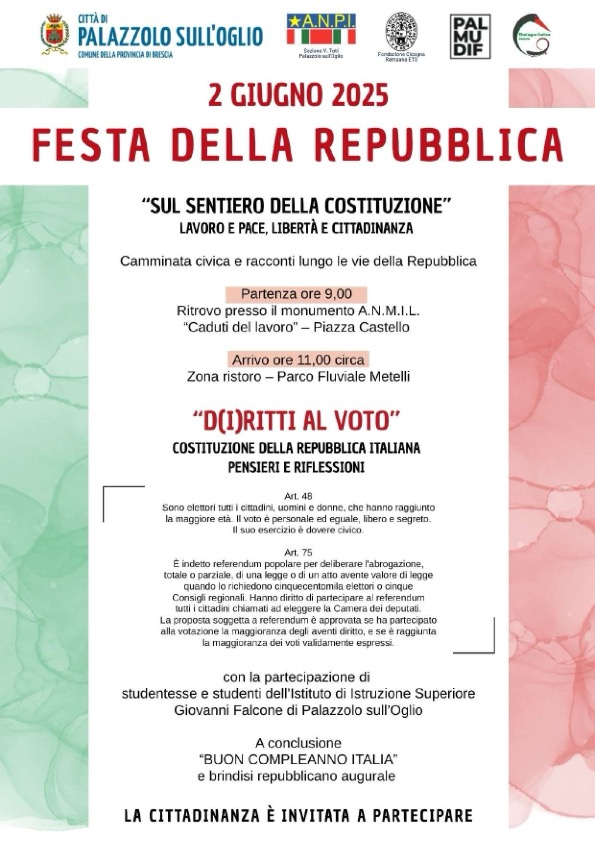 CITTÀ DI
PALAZZOLO SULL'OGLIO
COMUNE DELLA PROVINCIA DI BRESCIA
A.N.P.I.
Sezione V. Toti
Palazzolo sull'Oglio
Fondazione Cicogna
Rampana ETS
PAL
MU
DIF
2 GIUGNO 2025
FESTA DELLA REPUBBLICA
“SUL SENTIERO DELLA COSTITUZIONE”
LAVORO E PACE, LIBERTÀ E CITTADINANZA
Camminata civica e racconti lungo le vie della Repubblica
Partenza ore 9,00
Ritrovo presso il monumento A.N.M.I.L.
“Caduti del lavoro” – Piazza Castello
Arrivo ore 11,00 circa
Zona ristoro – Parco Fluviale Metelli
“D(I)RITTI AL VOTO”
COSTITUZIONE DELLA REPUBBLICA ITALIANA
PENSIERI E RIFLESSIONI
Art. 48
Sono elettori tutti i cittadini, uomini e donne, che hanno raggiunto
la maggiore età. Il voto è personale ed eguale, libero e segreto.
Il suo esercizio è dovere civico.
Art. 75
È indetto referendum popolare per deliberare l'abrogazione,
totale o parziale, di una legge o di un atto avente valore di legge
quando lo richiedono cinquecentomila elettori o cinque
Consigli regionali. Hanno diritto di partecipare al referendum
tutti i cittadini chiamati ad eleggere la Camera dei deputati.
La proposta soggetta a referendum è approvata se ha partecipato
alla votazione la maggioranza degli aventi diritto, e se è raggiunta
la maggioranza dei voti validamente espressi.
con la partecipazione di
studentesse e studenti dell'Istituto di Istruzione Superiore
Giovanni Falcone di Palazzolo sull'Oglio
A conclusione
“BUON COMPLEANNO ITALIA”
e brindisi repubblicano augurale
LA CITTADINANZA È INVITATA A PARTECIPARE